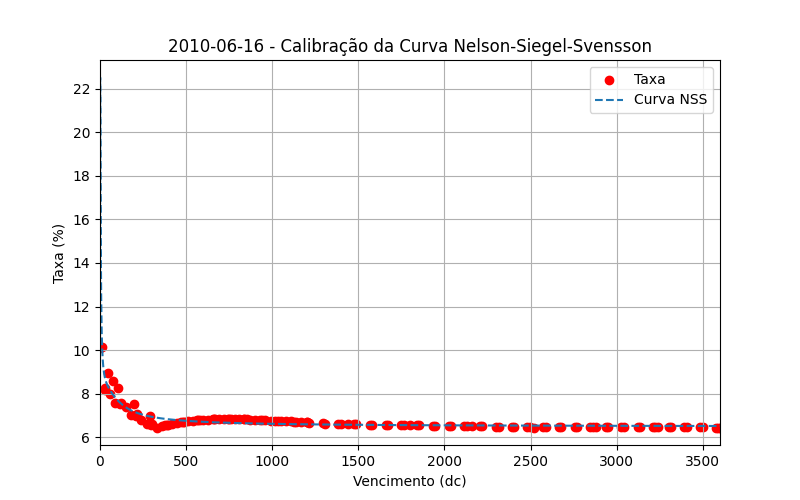 2010-06-16 - Calibração da Curva Nelson-Siegel-Svensson
Taxa
Curva NSS
Taxa (%)
22
20
18
16
14
12
10
8
6
0 500 1000 1500 2000 2500 3000 3500
Vencimento (dc)